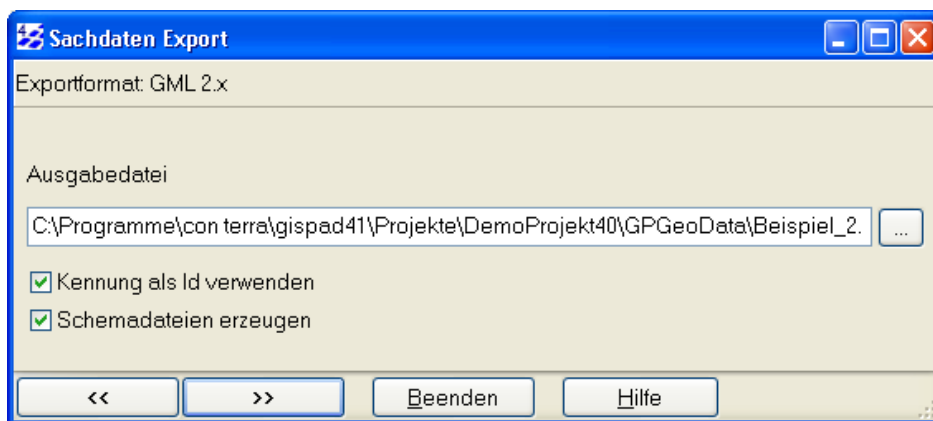 Sachdaten Export
Exportformat: GML 2.x
Ausgabedatei
C:\Programme\con terra\gispad41\Projekte\DemoProjekt40\GPGeoData\Beispiel_2.
...
Kennung als Id verwenden
Schemadateien erzeugen
<< >> Beenden Hilfe